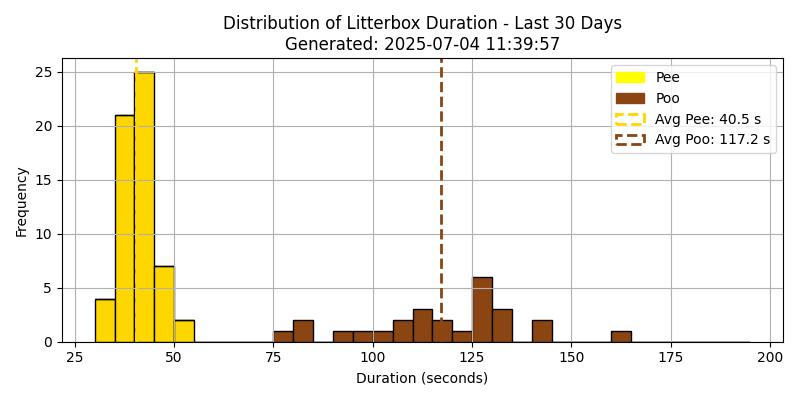 Distribution of Litterbox Duration - Last 30 Days
Generated: 2025-07-04 11:39:57
Pee
Poo
Avg Pee: 40.5 s
Avg Poo: 117.2 s
Frequency
25
20
15
10
5
0
25 50 75 100 125 150 175 200
Duration (seconds)